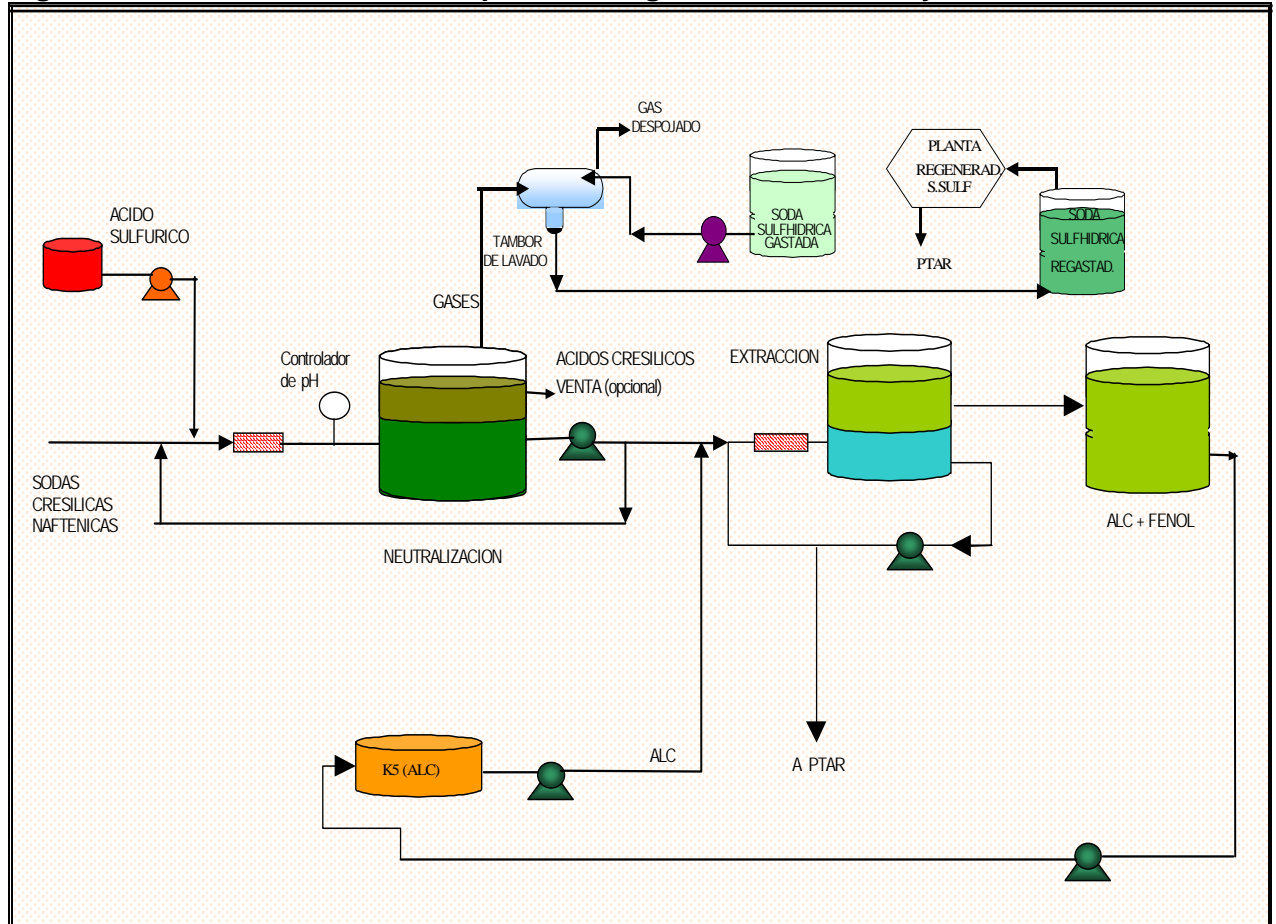 GAS
DESPOJADO
PLANTA
REGENERAD
S.SULF
SODA
SULFHIDRICA
GASTADA
SODA
SULFHIDRICA
REGASTAD.
ACIDO
SULFURICO
TAMBOR
DE LAVADO
PTAR
GASES
Controlador
de pH
ACIDOS CRESILICOS
VENTA (opcional)
EXTRACCION
SODAS
CRESILICAS
NAFTENICAS
NEUTRALIZACION
ALC + FENOL
K5 (ALC)
ALC
A PTAR